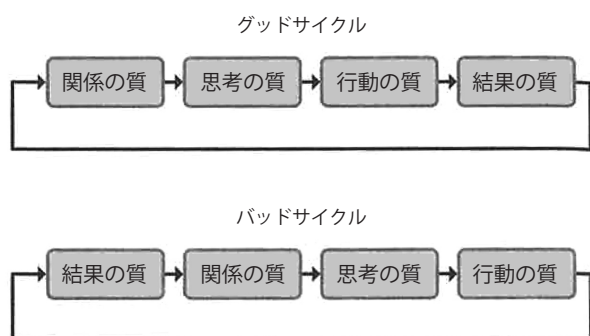 グッドサイクル
関係の質 思考の質 行動の質 結果の質
バッドサイクル
結果の質 関係の質 思考の質 行動の質